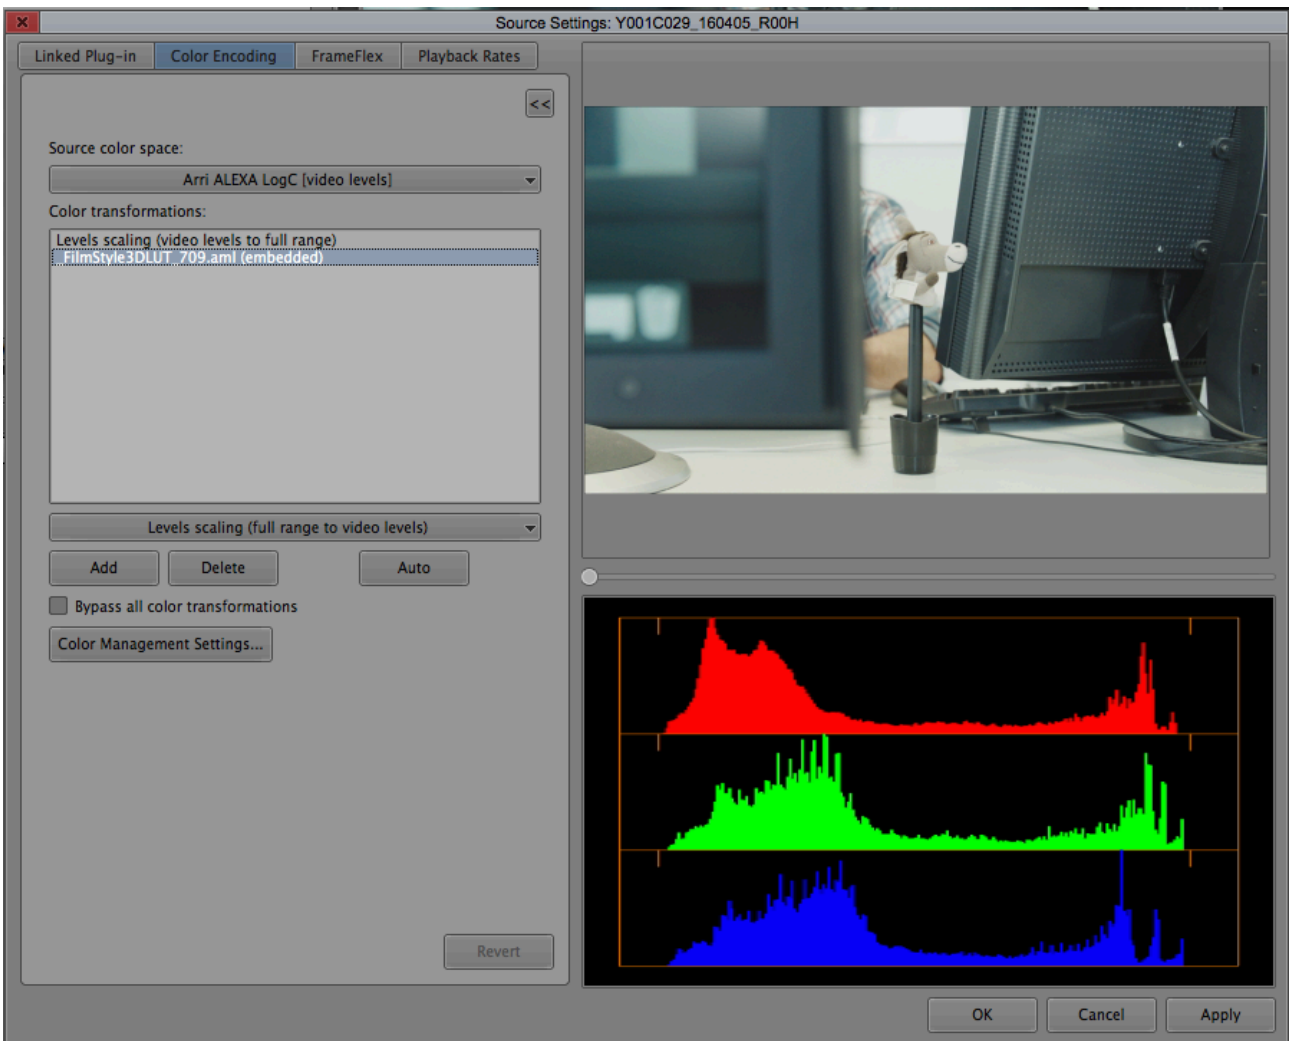 Source Settings: Y001C029_160405_R00H
Linked Plug-in
Color Encoding
FrameFlex
Playback Rates
<<
Source color space:
Arri ALEXA LogC [video levels]
Color transformations:
Levels scaling (video levels to full range)
_FilmStyle3DLUT_709.aml (embedded)
Levels scaling (full range to video levels)
Add
Delete
Auto
Bypass all color transformations
Color Management Settings...
Revert
OK
Cancel
Apply